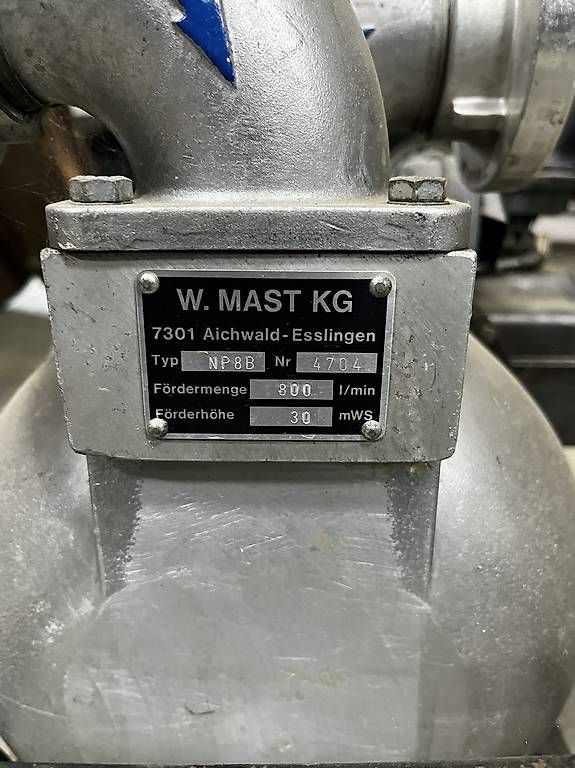 W. MAST KG
7301 Aichwald-Esslingen
Typ NP8B Nr 4704
Fördermenge 800 l/min
Förderhöhe 30 mWS